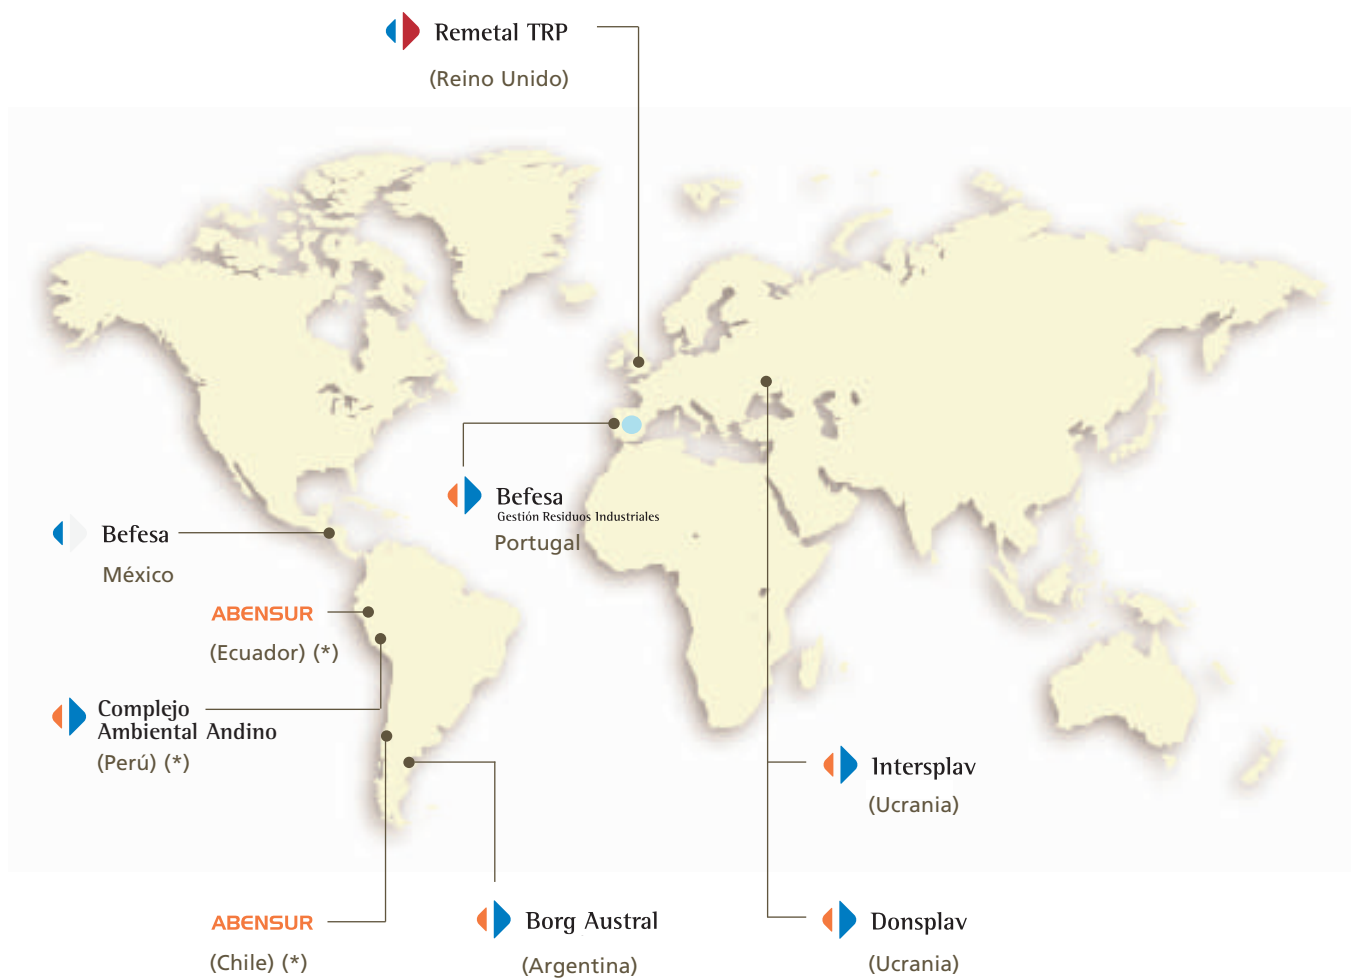 Remetal TRP
(Reino Unido)
Befesa
Gestión Residuos Industriales
Portugal
Befesa
México
ABENSUR
(Ecuador) (*)
Complejo
Ambiental Andino
(Perú) (*)
Intersplav
(Ucrania)
ABENSUR
(Chile) (*)
Borg Austral
(Argentina)
Donsplav
(Ucrania)